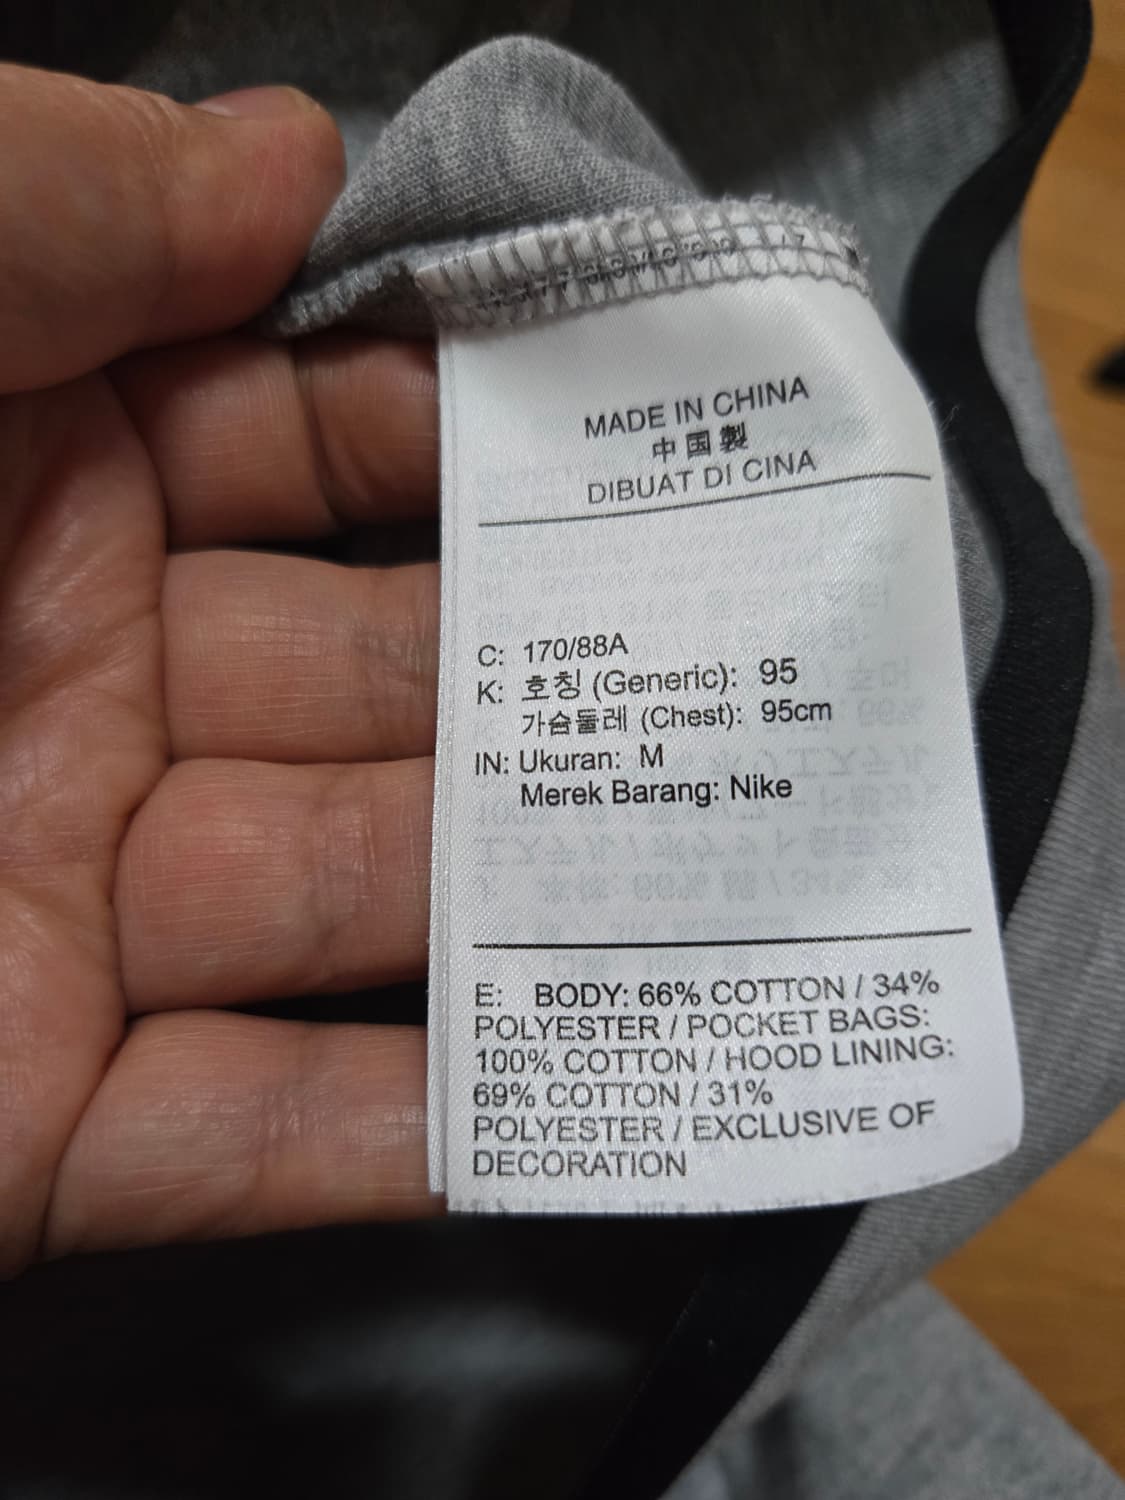 MADE IN CHINA
中国製
DIBUAT DI CINA
C: 170/88A
K: 호칭 (Generic): 95
가슴둘레 (Chest): 95cm
IN: Ukuran: M
Merek Barang: Nike
E: BODY: 66% COTTON / 34%
POLYESTER / POCKET BAGS:
100% COTTON / HOOD LINING:
69% COTTON / 31%
POLYESTER / EXCLUSIVE OF
DECORATION